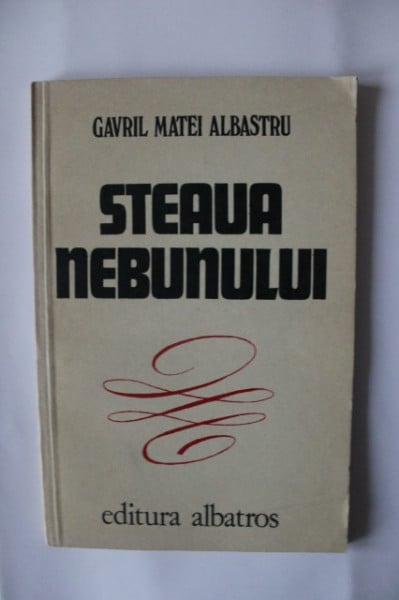 GAVRIL MATEI ALBASTRU
STEAUA
NEBUNULUI
editura albatros